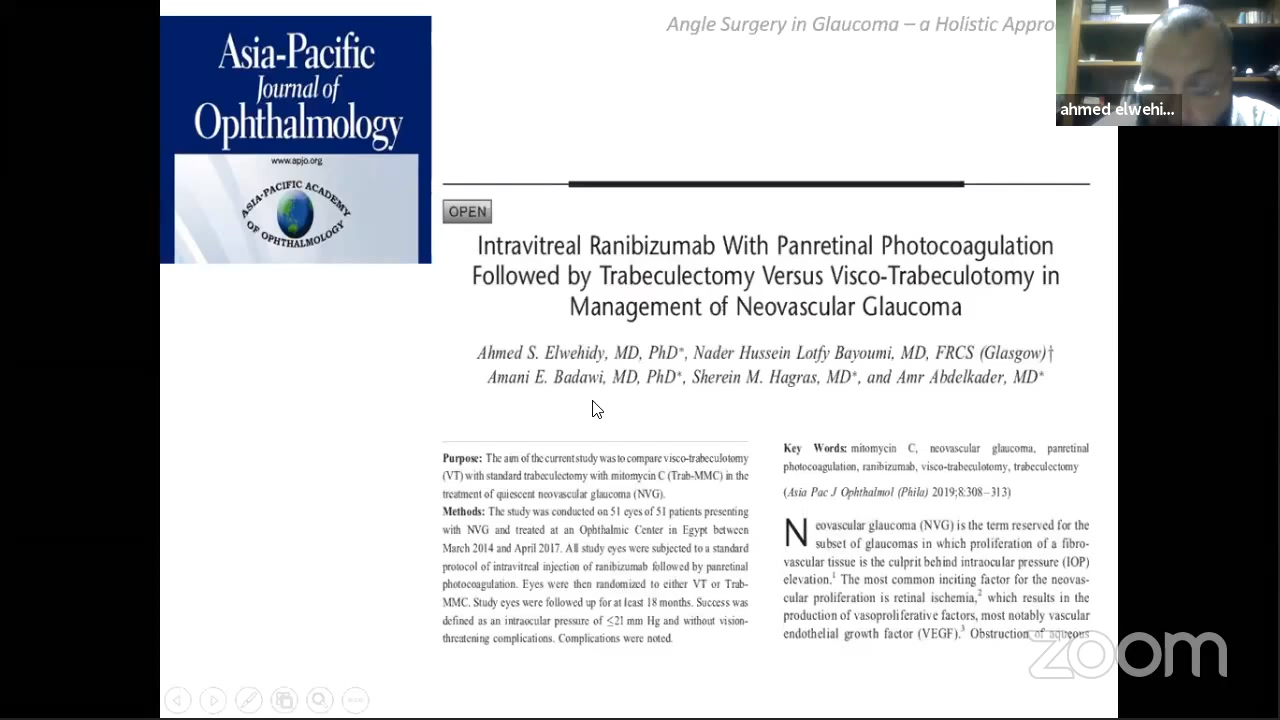 Angle Surgery in Glaucoma – a Holistic Appro
ahmed elwehi...
Asia-Pacific
Journal of
Ophthalmology
www.apjo.org
ASIA-PACIFIC ACADEMY
OF OPHTHALMOLOGY
OPEN
Intravitreal Ranibizumab With Panretinal Photocoagulation
Followed by Trabeculectomy Versus Visco-Trabeculotomy in
Management of Neovascular Glaucoma
Ahmed S. Elwehidy, MD, PhD*, Nader Hussein Lotfy Bayoumi, MD, FRCS (Glasgow)†
Amani E. Badawi, MD, PhD*, Sherein M. Hagras, MD*, and Amr Abdelkader, MD*
Purpose: The aim of the current study was to compare visco-trabeculotomy
(VT) with standard trabeculectomy with mitomycin C (Trab-MMC) in the
treatment of quiescent neovascular glaucoma (NVG).
Methods: The study was conducted on 51 eyes of 51 patients presenting
with NVG and treated at an Ophthalmic Center in Egypt between
March 2014 and April 2017. All study eyes were subjected to a standard
protocol of intravitreal injection of ranibizumab followed by panretinal
photocoagulation. Eyes were then randomized to either VT or Trab-
MMC. Study eyes were followed up for at least 18 months. Success was
defined as an intraocular pressure of ≤21 mm Hg and without vision-
threatening complications. Complications were noted.
Key Words: mitomycin C, neovascular glaucoma, panretinal
photocoagulation, ranibizumab, visco-trabeculotomy, trabeculectomy
(Asia Pac J Ophthalmol (Phila) 2019;8:308–313)
Neovascular glaucoma (NVG) is the term reserved for the
subset of glaucomas in which proliferation of a fibro-
vascular tissue is the culprit behind intraocular pressure (IOP)
elevation.1 The most common inciting factor for the neovas-
cular proliferation is retinal ischemia,2 which results in the
production of vasoproliferative factors, most notably vascular
endothelial growth factor (VEGF).3 Obstruction of aqueous
zoom